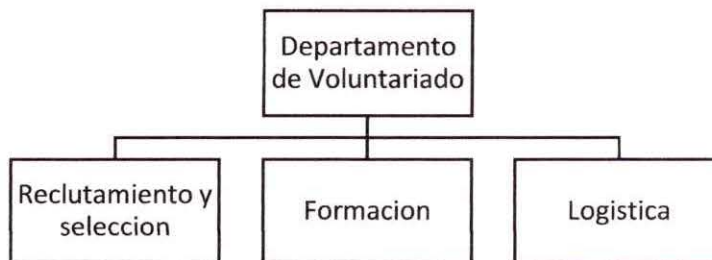 Departamento
de Voluntariado
Reclutamiento y
seleccion
Formacion
Logistica